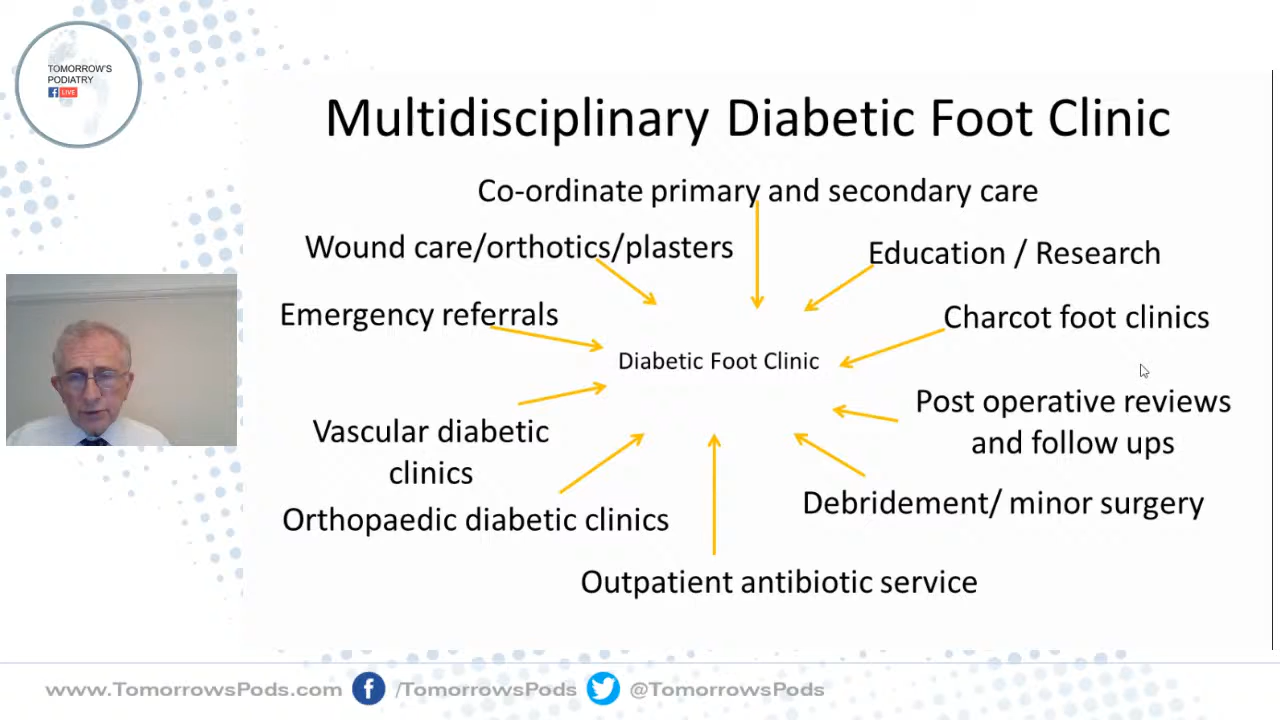 TOMORROW'S
PODIATRY
f LIVE
Multidisciplinary Diabetic Foot Clinic
Co-ordinate primary and secondary care
Wound care/orthotics/plasters
Education / Research
Emergency referrals
Charcot foot clinics
Diabetic Foot Clinic
Post operative reviews
and follow ups
Vascular diabetic
clinics
Debridement/ minor surgery
Orthopaedic diabetic clinics
Outpatient antibiotic service
www.TomorrowsPods.com f /TomorrowsPods @TomorrowsPods